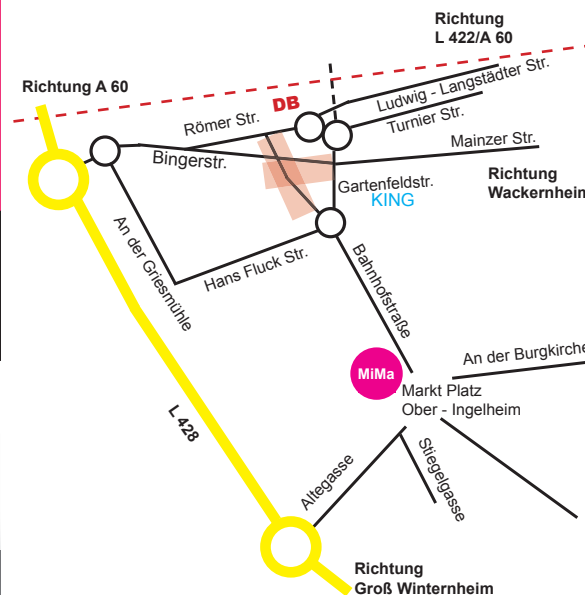 Richtung
L 422/A 60
Richtung A 60
DB
Ludwig - Langstädter Str.
Römer Str.
Turnier Str.
Mainzer Str.
Bingerstr.
Richtung
Wackernheim
Gartenfeldstr.
KING
An der Griesmühle
Hans Fluck Str.
Bahnhofstraße
An der Burgkirche
MiMa
Markt Platz
Ober - Ingelheim
L 428
Altegasse
Stiegelgasse
Richtung
Groß Winternheim